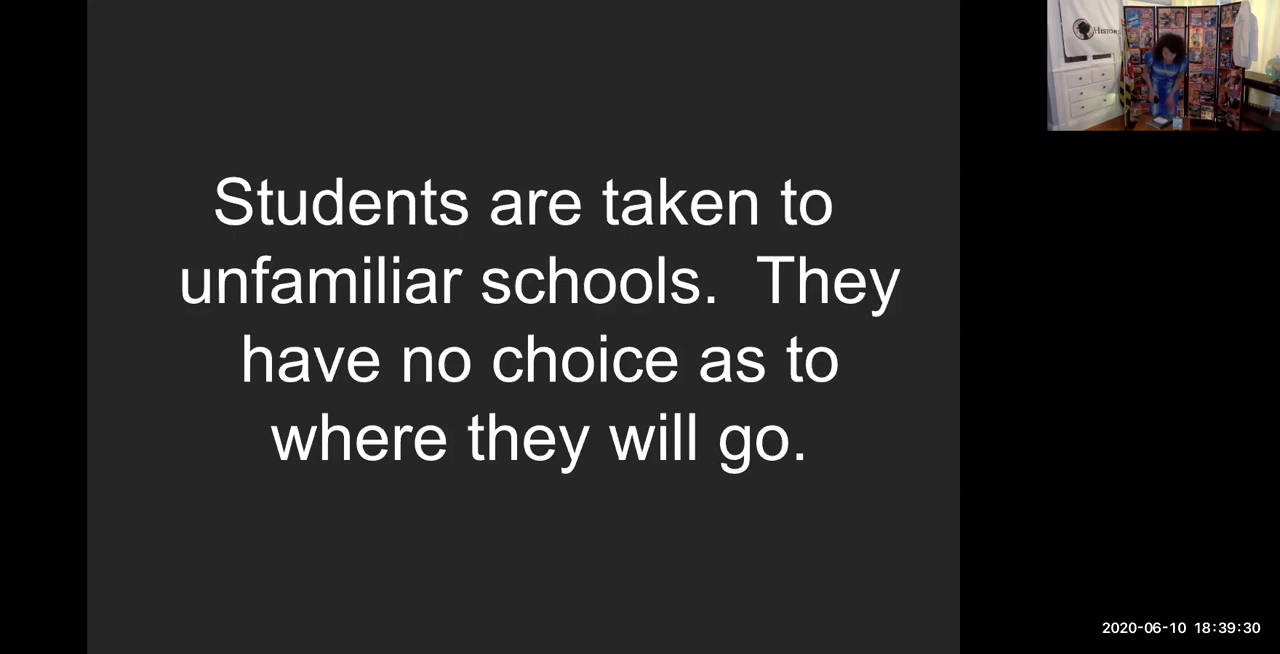 Students are taken to
unfamiliar schools.  They
have no choice as to
where they will go.
2020-06-10 18:39:30